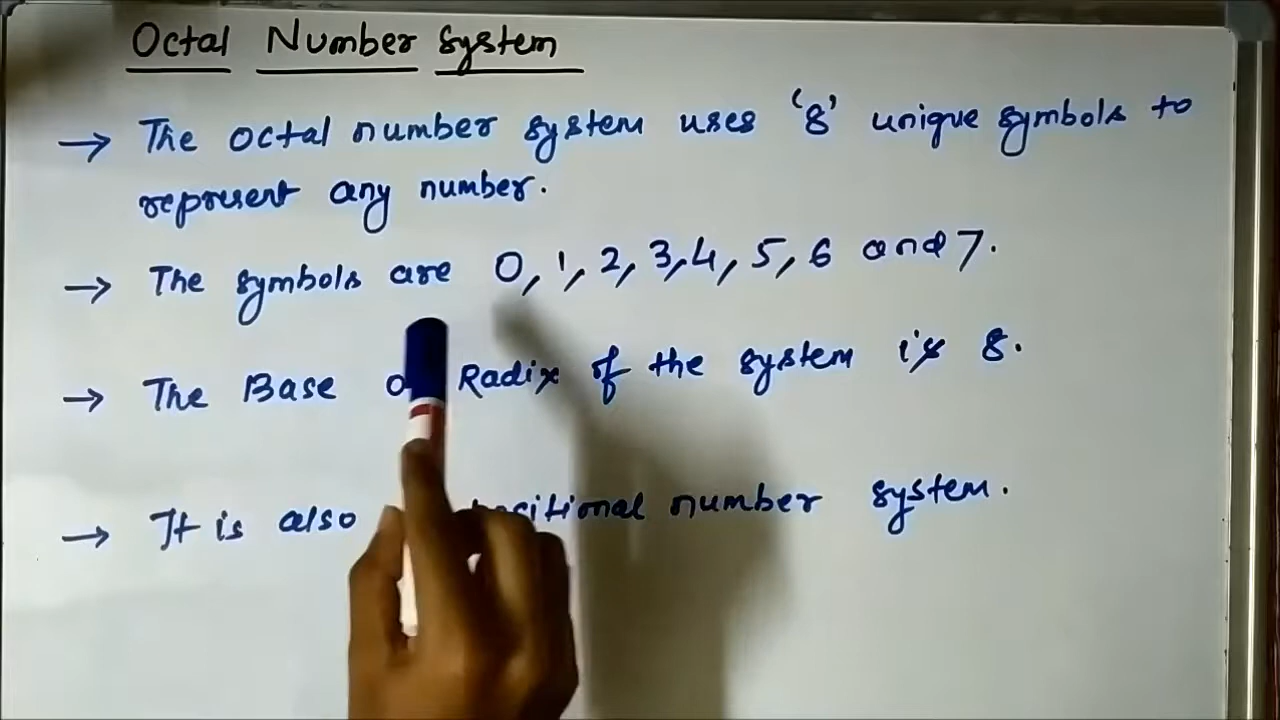 Octal Number System
→ The octal number system uses '8' unique symbols to
represent any number.
→ The symbols are 0, 1, 2, 3, 4, 5, 6 and 7.
→ The Base Radix of the system is 8.
→ It is also positional number system.